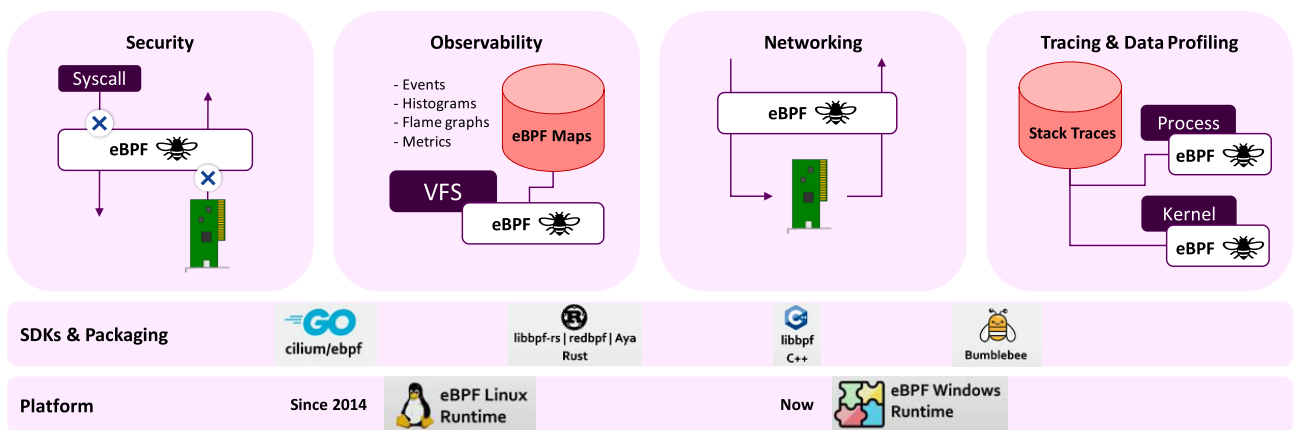 Security
Syscall
eBPF
Observability
- Events
- Histograms
- Flame graphs
- Metrics
eBPF Maps
VFS
eBPF
Networking
eBPF
Tracing & Data Profiling
Stack Traces
Process
eBPF
Kernel
eBPF
SDKs & Packaging
GO
cilium/ebpf
R
libbpf-rs | redbpf | Aya
Rust
C++
libbpf
C++
Bumblebee
Platform
Since 2014
eBPF Linux
Runtime
Now
eBPF Windows
Runtime